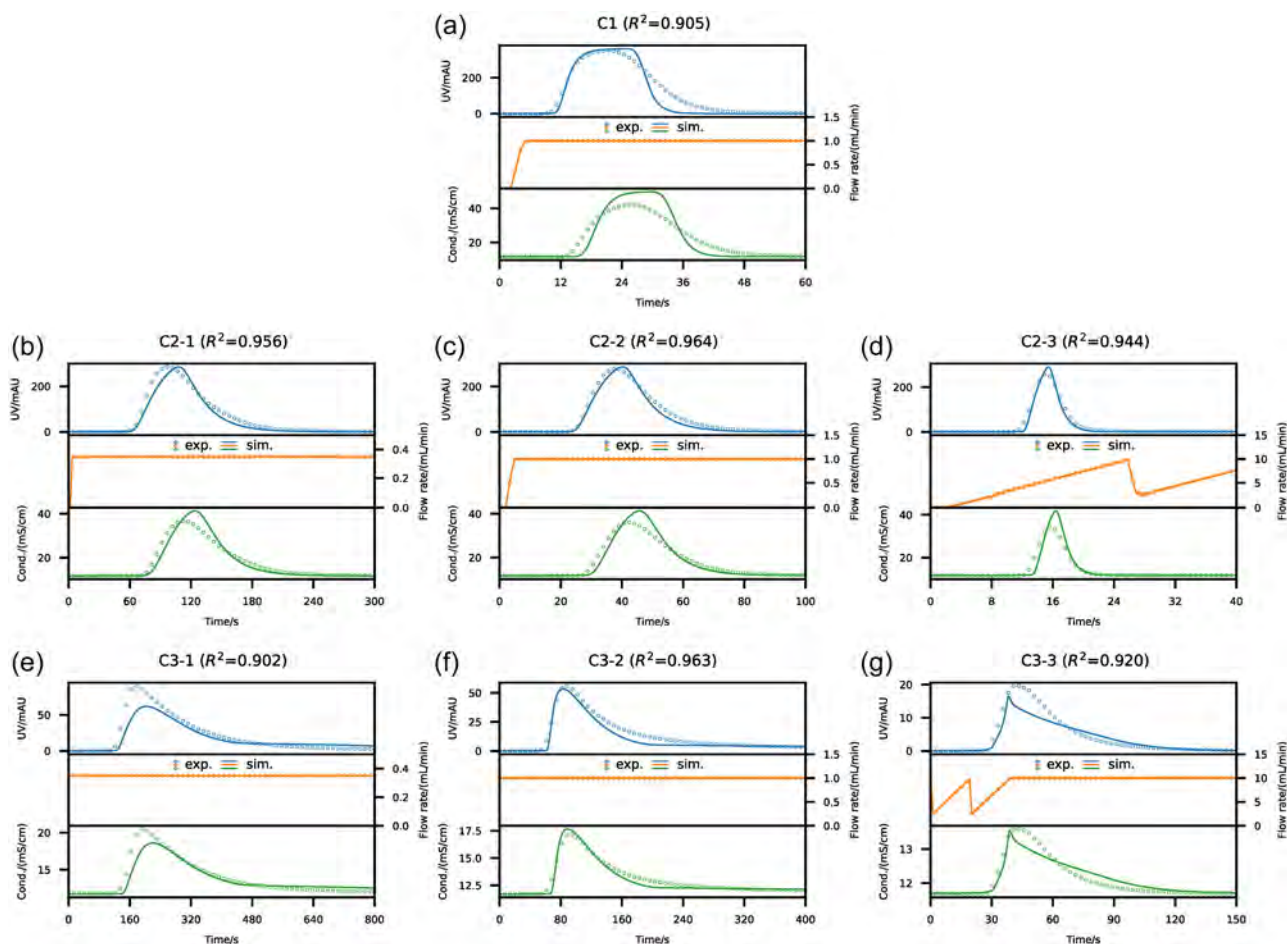 (a) C1 (R²=0.905)
UV/mAU
200
0
exp. sim.
1.5
1.0
0.5
0.0
Flow rate/(mL/min)
Cond./(mS/cm)
40
20
0 12 24 36 48 60
Time/s
(b) C2-1 (R²=0.956)
UV/mAU
200
0
exp. sim.
0.4
0.2
0.0
Flow rate/(mL/min)
Cond./(mS/cm)
40
20
0 60 120 180 240 300
Time/s
(c) C2-2 (R²=0.964)
UV/mAU
200
0
exp. sim.
1.5
1.0
0.5
0.0
Flow rate/(mL/min)
Cond./(mS/cm)
40
20
0 20 40 60 80 100
Time/s
(d) C2-3 (R²=0.944)
UV/mAU
200
0
exp. sim.
15
10
5
0
Flow rate/(mL/min)
Cond./(mS/cm)
40
20
0 8 16 24 32 40
Time/s
(e) C3-1 (R²=0.902)
UV/mAU
50
0
exp. sim.
0.4
0.2
0.0
Flow rate/(mL/min)
Cond./(mS/cm)
20
15
0 160 320 480 640 800
Time/s
(f) C3-2 (R²=0.963)
UV/mAU
50
25
0
exp. sim.
1.5
1.0
0.5
0.0
Flow rate/(mL/min)
Cond./(mS/cm)
17.5
15.0
12.5
0 80 160 240 320 400
Time/s
(g) C3-3 (R²=0.920)
UV/mAU
20
10
0
exp. sim.
15
10
5
0
Flow rate/(mL/min)
Cond./(mS/cm)
13
12
0 30 60 90 120 150
Time/s